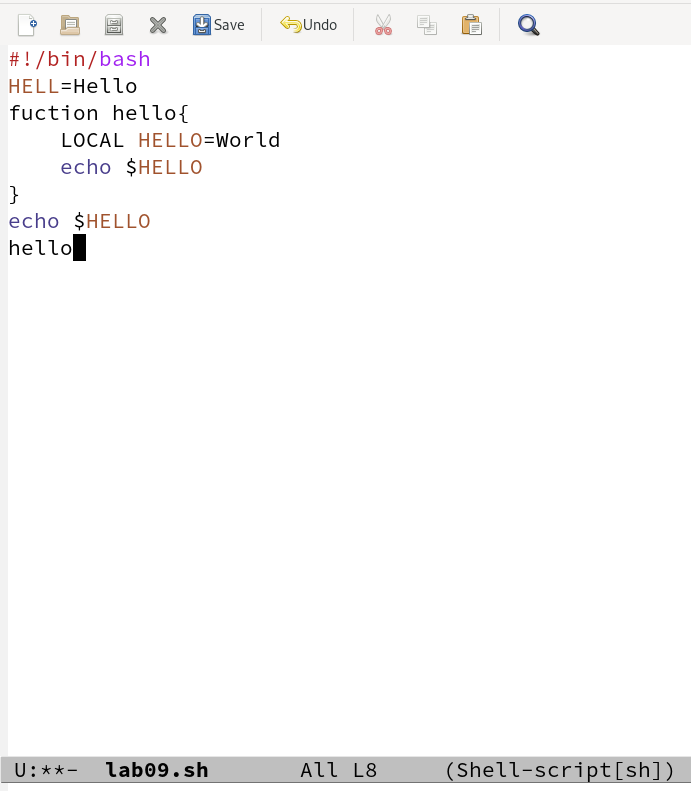 Save Undo
#!/bin/bash
HELL=Hello
fuction hello{
    LOCAL HELLO=World
    echo $HELLO
}
echo $HELLO
hello
U:**-  lab09.sh       All L8     (Shell-script[sh])